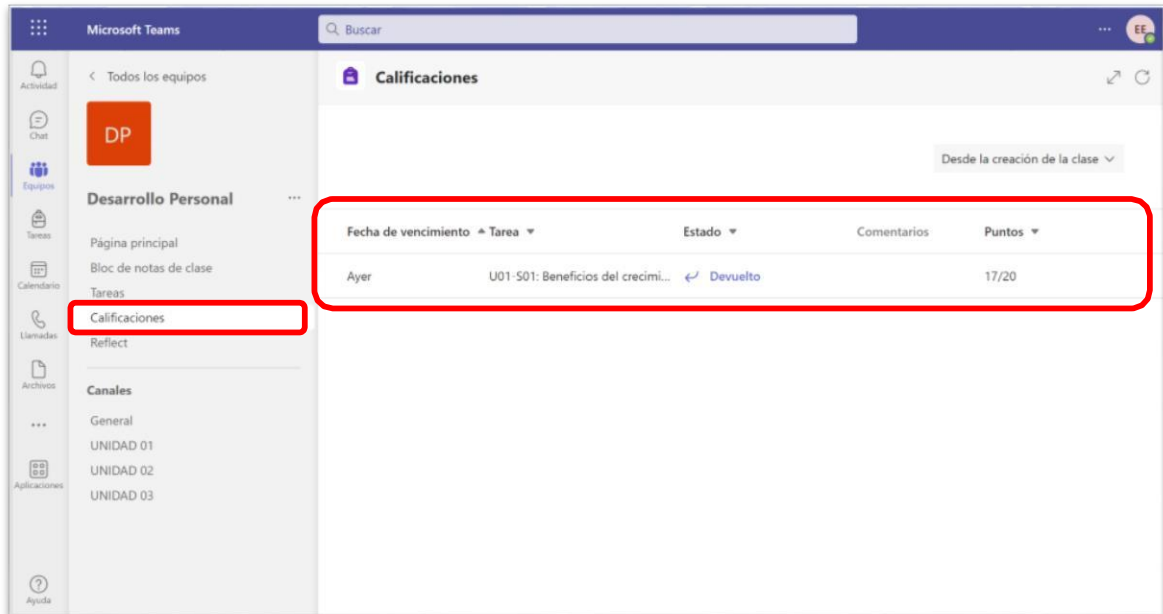 Microsoft Teams
Buscar
EE
Actividad
Chat
Equipos
Tareas
Calendario
Llamadas
Archivos
Aplicaciones
Ayuda
Todos los equipos
DP
Desarrollo Personal
Página principal
Bloc de notas de clase
Tareas
Calificaciones
Reflect
Canales
General
UNIDAD 01
UNIDAD 02
UNIDAD 03
Calificaciones
Desde la creación de la clase
Fecha de vencimiento Tarea Estado Comentarios Puntos
Ayer U01-S01: Beneficios del crecimi... Devuelto 17/20